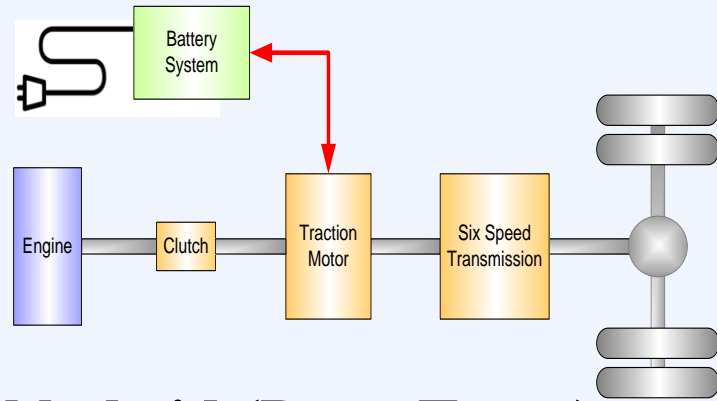 Battery
System
Engine
Clutch
Traction
Motor
Six Speed
Transmission